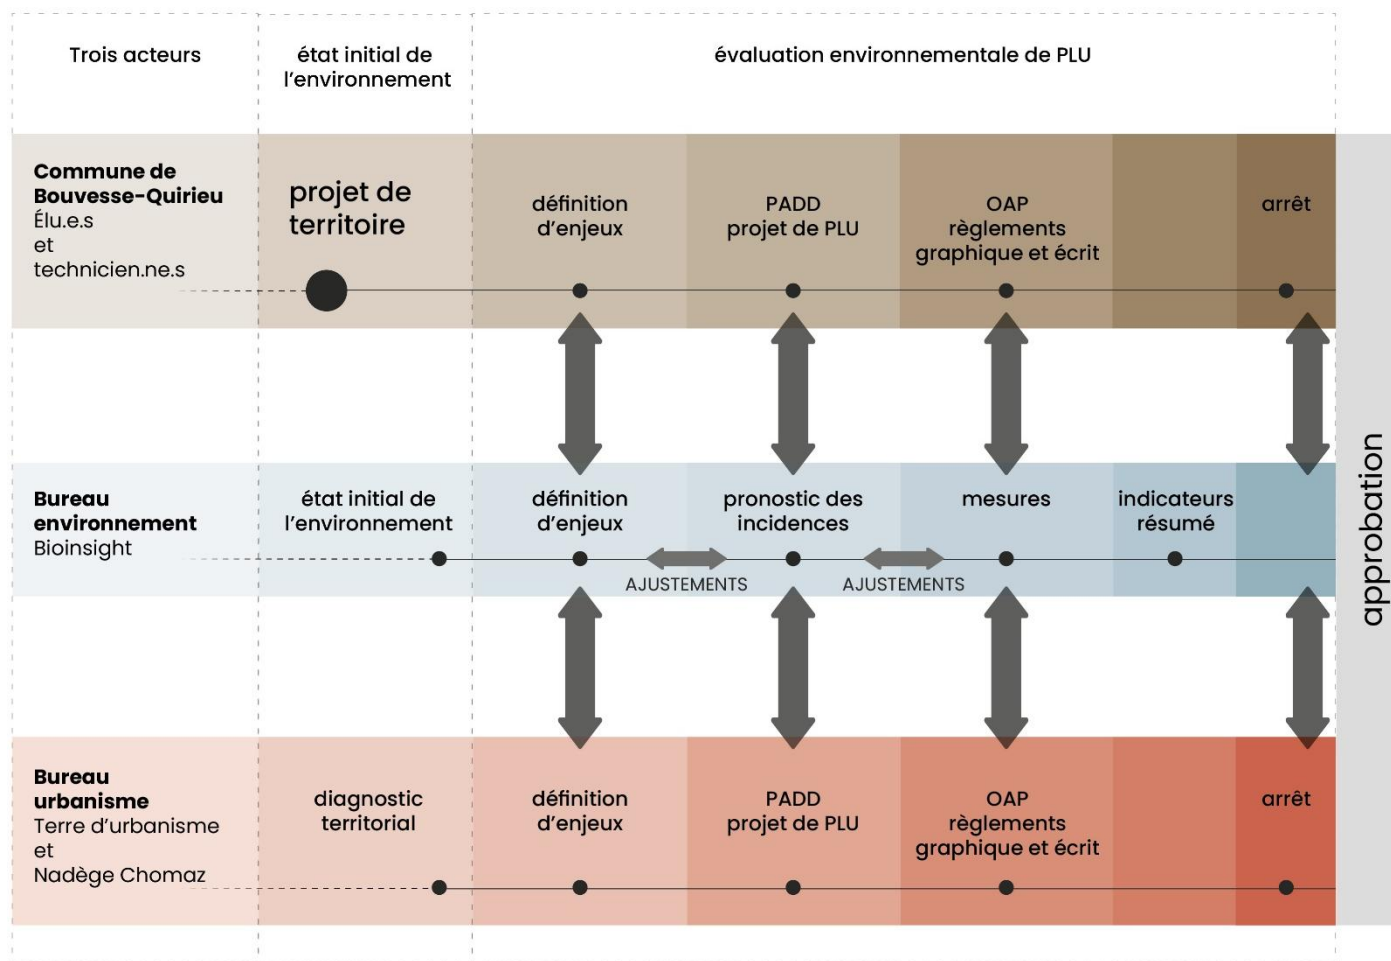 Trois acteurs
état initial de
l’environnement
évaluation environnementale de PLU
Commune de
Bouvesse-Quirieu
Élu.e.s
et
technicien.ne.s
projet de
territoire
définition
d’enjeux
PADD
projet de PLU
OAP
règlements
graphique et écrit
arrêt
Bureau
environnement
Bioinsight
état initial de
l’environnement
définition
d’enjeux
pronostic des
incidences
mesures
indicateurs
résumé
AJUSTEMENTS
AJUSTEMENTS
Bureau
urbanisme
Terre d’urbanisme
et
Nadège Chomaz
diagnostic
territorial
définition
d’enjeux
PADD
projet de PLU
OAP
règlements
graphique et écrit
arrêt
approbation